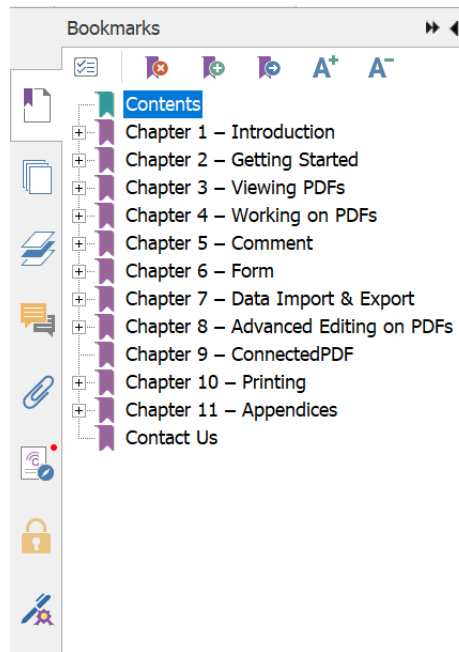 Bookmarks
A+ A-
Contents
Chapter 1 – Introduction
Chapter 2 – Getting Started
Chapter 3 – Viewing PDFs
Chapter 4 – Working on PDFs
Chapter 5 – Comment
Chapter 6 – Form
Chapter 7 – Data Import & Export
Chapter 8 – Advanced Editing on PDFs
Chapter 9 – ConnectedPDF
Chapter 10 – Printing
Chapter 11 – Appendices
Contact Us